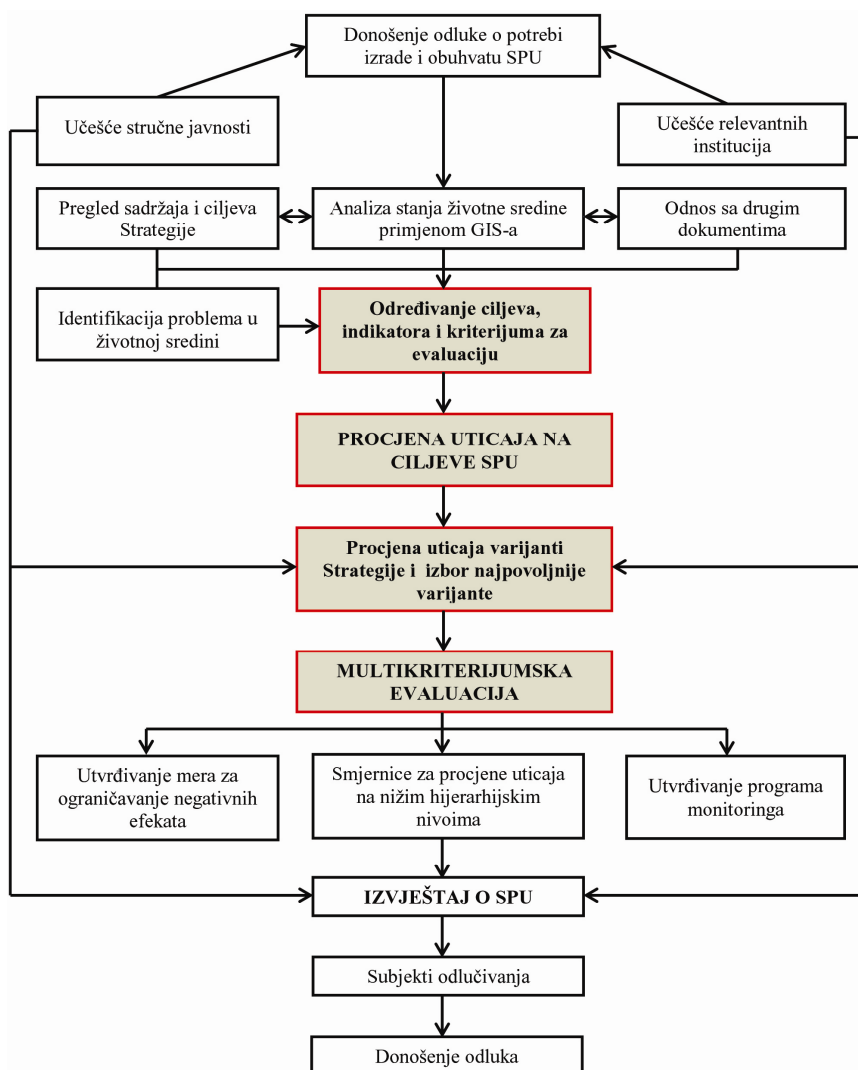 Donošenje odluke o potrebi
izrade i obuhvatu SPU
Učešće stručne javnosti
Učešće relevantnih
institucija
Pregled sadržaja i ciljeva
Strategije
Analiza stanja životne sredine
primjenom GIS-a
Odnos sa drugim
dokumentima
Identifikacija problema u
životnoj sredini
Određivanje ciljeva,
indikatora i kriterijuma za
evaluaciju
PROCJENA UTICAJA NA
CILJEVE SPU
Procjena uticaja varijanti
Strategije i izbor najpovoljnije
varijante
MULTIKRITERIJUMSKA
EVALUACIJA
Utvrđivanje mera za
ograničavanje negativnih
efekata
Smjernice za procjene uticaja
na nižim hijerarhijskim
nivoima
Utvrđivanje programa
monitoringa
IZVJEŠTAJ O SPU
Subjekti odlučivanja
Donošenje odluka